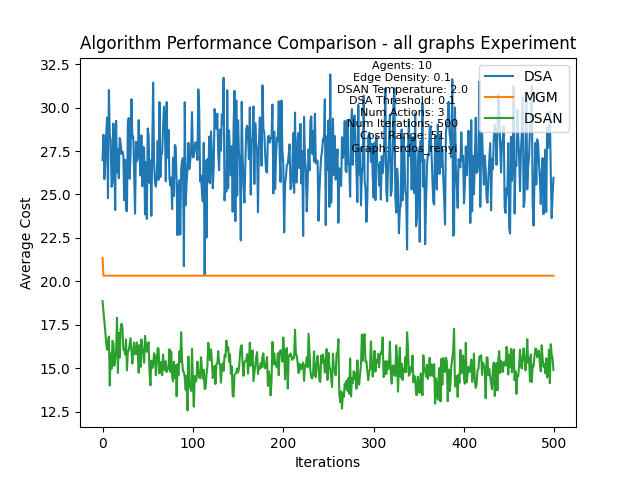 Algorithm Performance Comparison - all graphs Experiment
Agents: 10
Edge Density: 0.1
DSAN Temperature: 2.0
DSA Threshold: 0.1
Num Actions: 3
Num Iterations: 500
Cost Range: 51
Graph: erdos_renyi
DSA
MGM
DSAN
Average Cost
32.5
30.0
27.5
25.0
22.5
20.0
17.5
15.0
12.5
0
100
200
300
400
500
Iterations